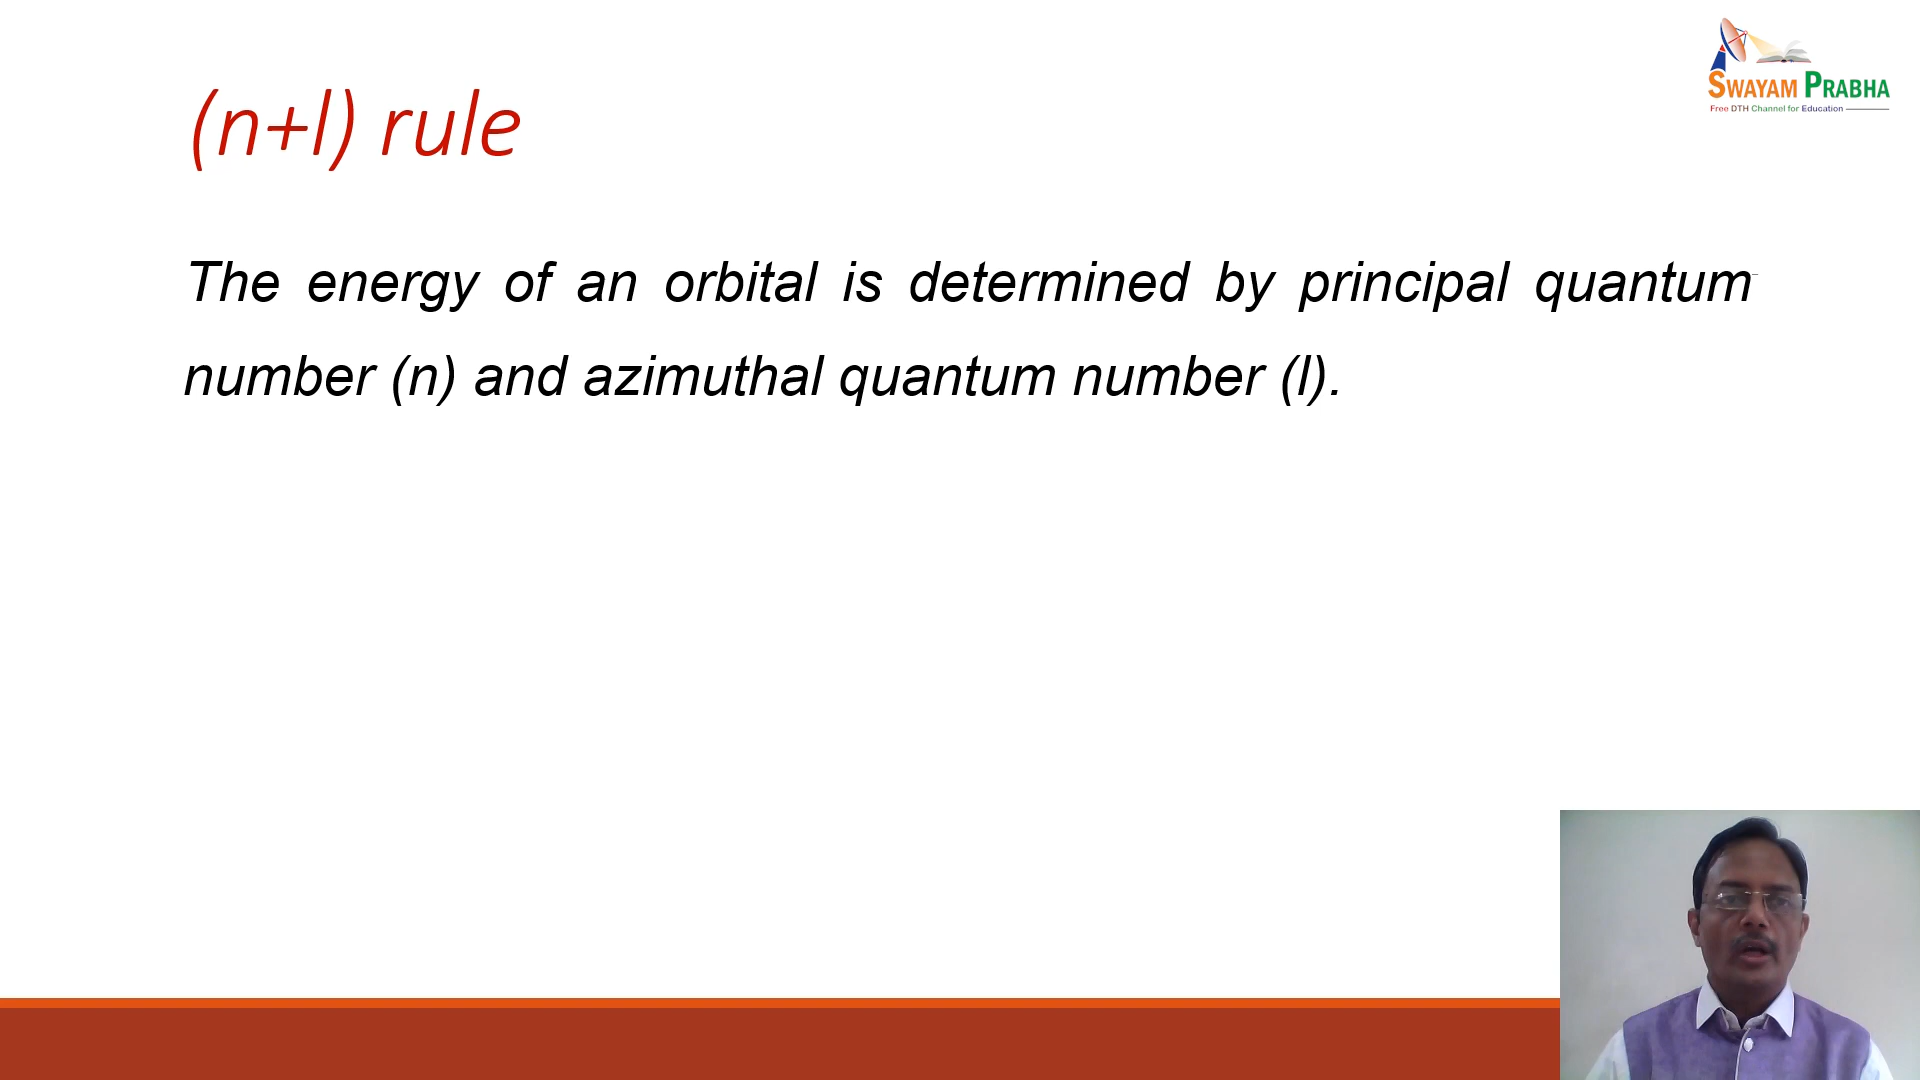 SWAYAM PRABHA
Free DTH Channel for Education
(n+l) rule
The energy of an orbital is determined by principal quantum
number (n) and azimuthal quantum number (l).